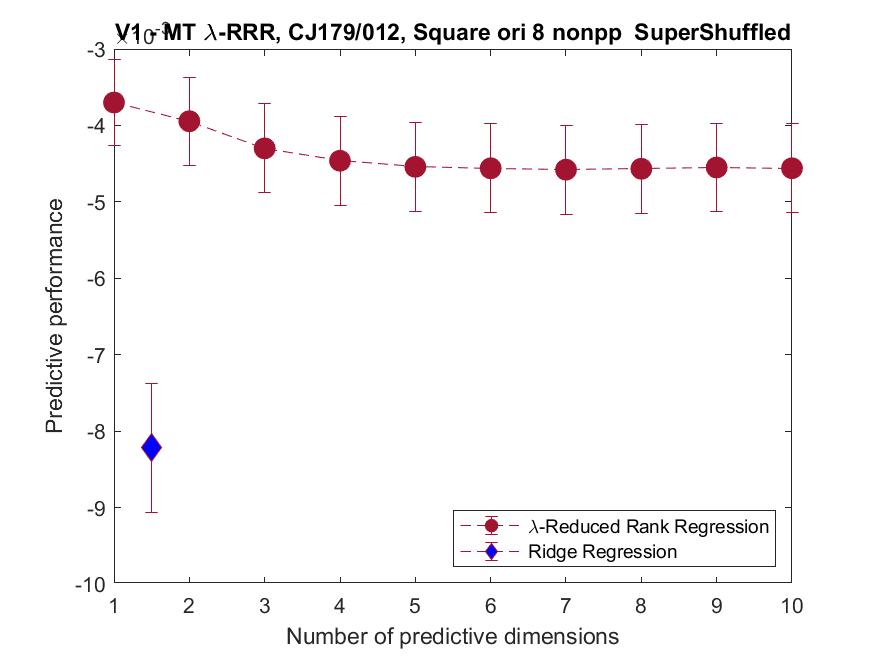 V1 - MT λ-RRR, CJ179/012, Square ori 8 nonpp SuperShuffled
×10-3
-3
-4
-5
-6
-7
-8
-9
-10
Predictive performance
1 2 3 4 5 6 7 8 9 10
Number of predictive dimensions
λ-Reduced Rank Regression
Ridge Regression